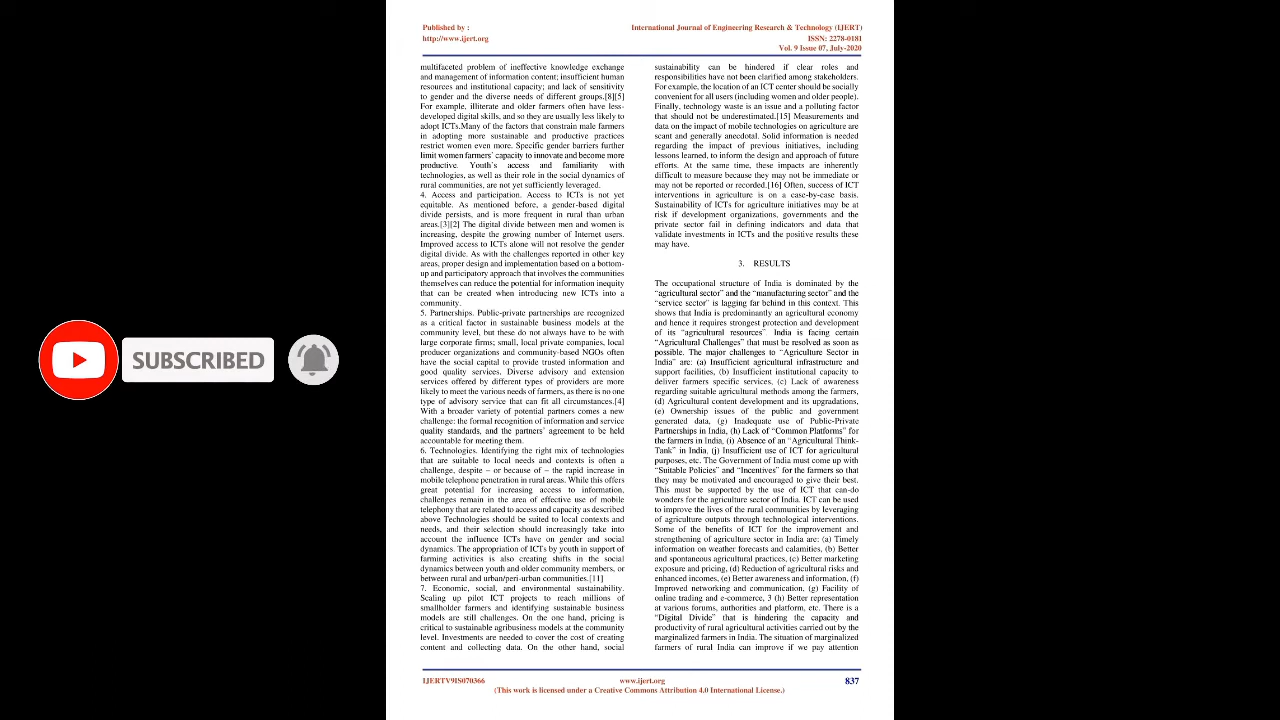 SUBSCRIBED
Published by :
http://www.ijert.org
International Journal of Engineering Research & Technology (IJERT)
ISSN: 2278-0181
Vol. 9 Issue 07, July-2020
multifaceted problem of ineffective knowledge exchange
and management of information content; insufficient human
resources and institutional capacity; and lack of sensitivity
to gender and the diverse needs of different groups.[8][5]
For example, illiterate and older farmers often have less-
developed digital skills, and so they are usually less likely to
adopt ICTs.Many of the factors that constrain male farmers
in adopting more sustainable and productive practices
restrict women even more. Specific gender barriers further
limit women farmers' capacity to innovate and become more
productive. Youth's access and familiarity with
technologies, as well as their role in the social dynamics of
rural communities, are not yet sufficiently leveraged.
4. Access and participation. Access to ICTs is not yet
equitable. As mentioned before, a gender-based digital
divide persists, and is more frequent in rural than urban
areas.[3][2] The digital divide between men and women is
increasing, despite the growing number of Internet users.
Improved access to ICTs alone will not resolve the gender
digital divide. As with the challenges reported in other key
areas, proper design and implementation based on a bottom-
up and participatory approach that involves the communities
themselves can reduce the potential for information inequity
that can be created when introducing new ICTs into a
community.
5. Partnerships. Public-private partnerships are recognized
as a critical factor in sustainable business models at the
community level, but these do not always have to be with
large corporate firms; small, local private companies, local
producer organizations and community-based NGOs often
have the social capital to provide trusted information and
good quality services. Diverse advisory and extension
services offered by different types of providers are more
likely to meet the various needs of farmers, as there is no one
type of advisory service that can fit all circumstances.[4]
With a broader variety of potential partners comes a new
challenge: the formal recognition of information and service
quality standards, and the partners' agreement to be held
accountable for meeting them.
6. Technologies. Identifying the right mix of technologies
that are suitable to local needs and contexts is often a
challenge, despite – or because of – the rapid increase in
mobile telephone penetration in rural areas. While this offers
great potential for increasing access to information,
challenges remain in the area of effective use of mobile
telephony that are related to access and capacity as described
above Technologies should be suited to local contexts and
needs, and their selection should increasingly take into
account the influence ICTs have on gender and social
dynamics. The appropriation of ICTs by youth in support of
farming activities is also creating shifts in the social
dynamics between youth and older community members, or
between rural and urban/peri-urban communities.[11]
7. Economic, social, and environmental sustainability.
Scaling up pilot ICT projects to reach millions of
smallholder farmers and identifying sustainable business
models are still challenges. On the one hand, pricing is
critical to sustainable agribusiness models at the community
level. Investments are needed to cover the cost of creating
content and collecting data. On the other hand, social
sustainability can be hindered if clear roles and
responsibilities have not been clarified among stakeholders.
For example, the location of an ICT center should be socially
convenient for all users (including women and older people).
Finally, technology waste is an issue and a polluting factor
that should not be underestimated.[15] Measurements and
data on the impact of mobile technologies on agriculture are
scant and generally anecdotal. Solid information is needed
regarding the impact of previous initiatives, including
lessons learned, to inform the design and approach of future
efforts. At the same time, these impacts are inherently
difficult to measure because they may not be immediate or
may not be reported or recorded.[16] Often, success of ICT
interventions in agriculture is on a case-by-case basis.
Sustainability of ICTs for agriculture initiatives may be at
risk if development organizations, governments and the
private sector fail in defining indicators and data that
validate investments in ICTs and the positive results these
may have.
3. RESULTS
The occupational structure of India is dominated by the
"agricultural sector" and the "manufacturing sector" and the
"service sector" is lagging far behind in this context. This
shows that India is predominantly an agricultural economy
and hence it requires strongest protection and development
of its "agricultural resources" India is facing certain
"Agricultural Challenges" that must be resolved as soon as
possible. The major challenges to "Agriculture Sector in
India" are: (a) Insufficient agricultural infrastructure and
support facilities, (b) Insufficient institutional capacity to
deliver farmers specific services, (c) Lack of awareness
regarding suitable agricultural methods among the farmers,
(d) Agricultural content development and its upgradations,
(e) Ownership issues of the public and government
generated data, (g) Inadequate use of Public-Private
Partnerships in India, (h) Lack of "Common Platforms" for
the farmers in India, (i) Absence of an "Agricultural Think-
Tank" in India, (j) Insufficient use of ICT for agricultural
purposes, etc. The Government of India must come up with
"Suitable Policies" and "Incentives" for the farmers so that
they may be motivated and encouraged to give their best.
This must be supported by the use of ICT that can-do
wonders for the agriculture sector of India. ICT can be used
to improve the lives of the rural communities by leveraging
of agriculture outputs through technological interventions.
Some of the benefits of ICT for the improvement and
strengthening of agriculture sector in India are: (a) Timely
information on weather forecasts and calamities, (b) Better
and spontaneous agricultural practices, (c) Better marketing
exposure and pricing, (d) Reduction of agricultural risks and
enhanced incomes, (e) Better awareness and information, (f)
Improved networking and communication, (g) Facility of
online trading and e-commerce, 3 (h) Better representation
at various forums, authorities and platform, etc. There is a
"Digital Divide" that is hindering the capacity and
productivity of rural agricultural activities carried out by the
marginalized farmers in India. The situation of marginalized
farmers of rural India can improve if we pay attention
IJERTV9IS070366
www.ijert.org
837
(This work is licensed under a Creative Commons Attribution 4.0 International License.)